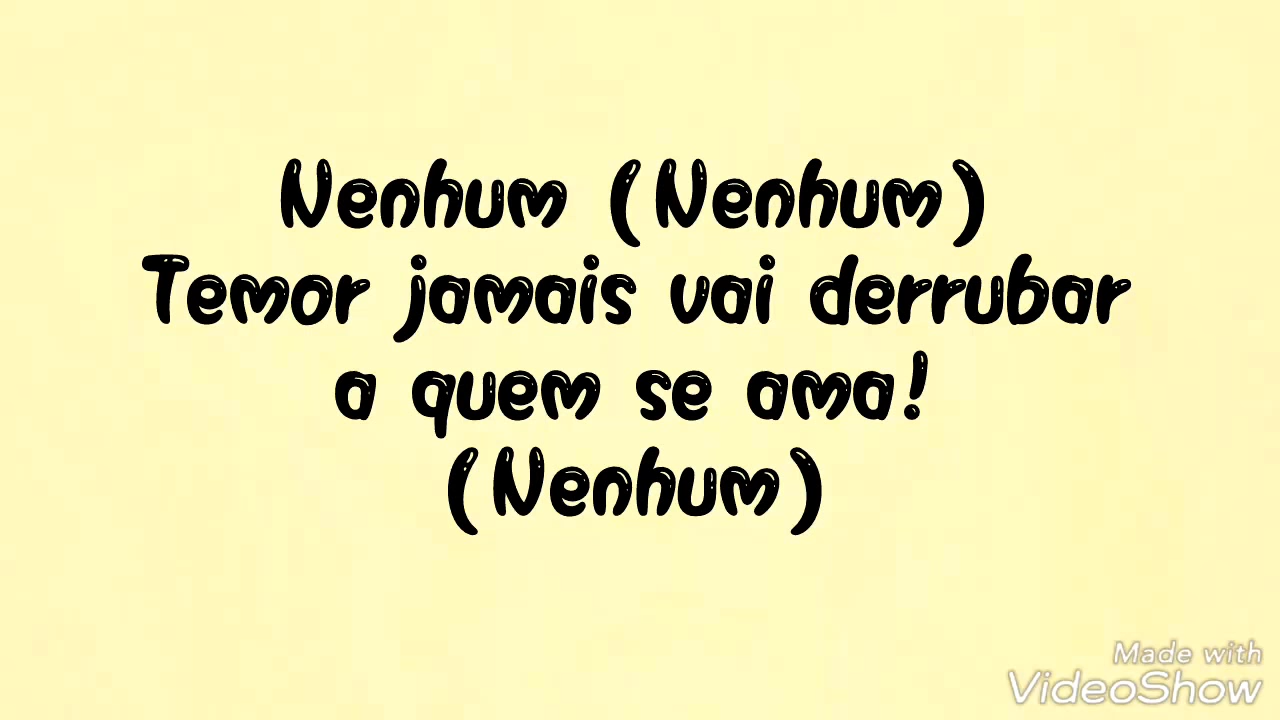 Nenhum (Nenhum)
Temor jamais vai derrubar
a quem se ama!
(Nenhum)
Made with
VideoShow